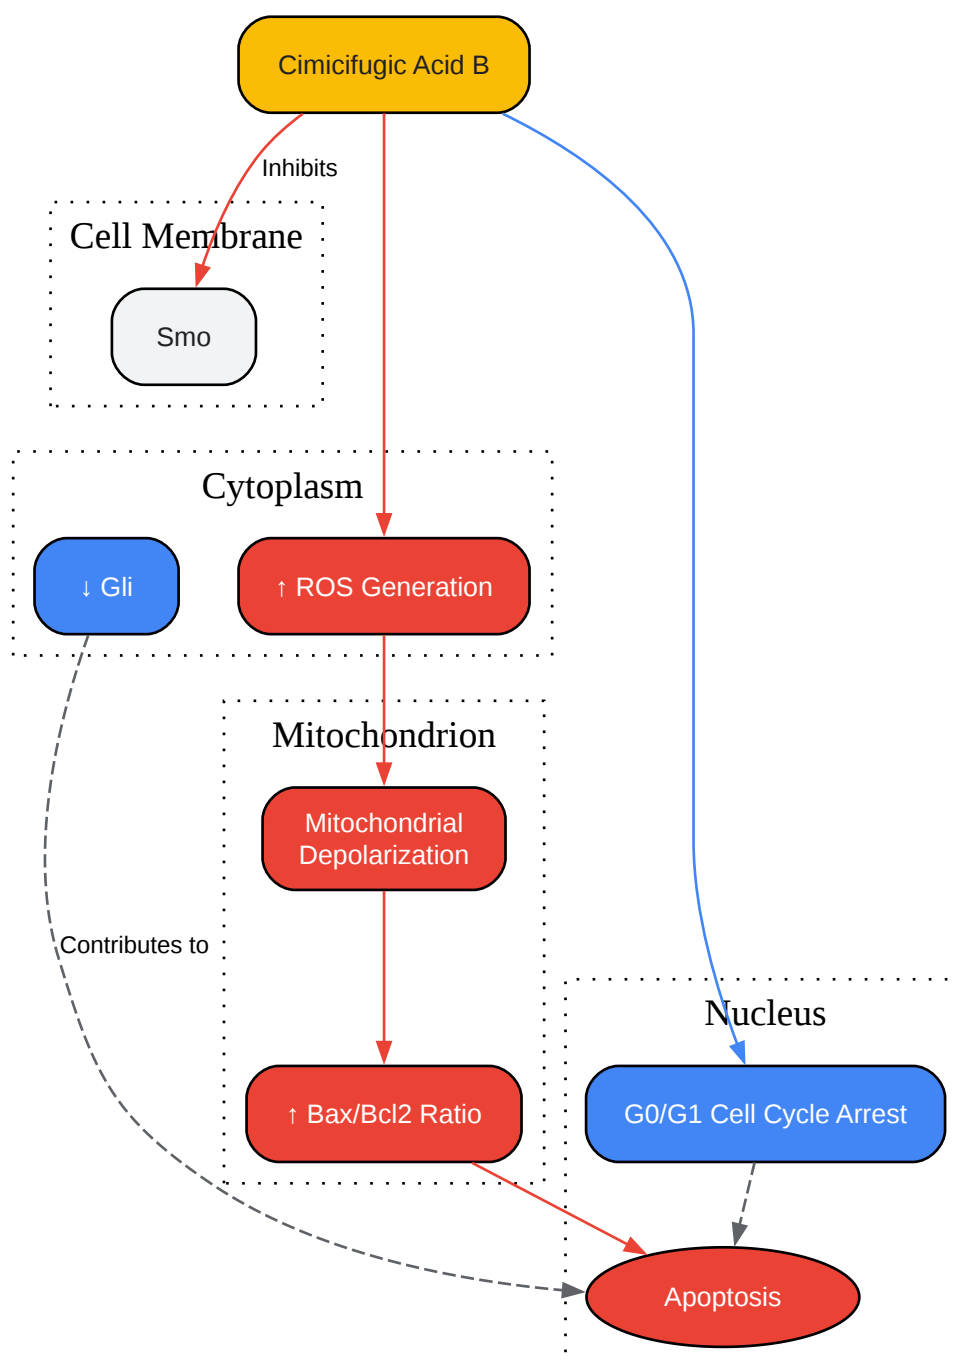 Cimicifugic Acid B
Inhibits
Cell Membrane
Smo
Cytoplasm
↓ Gli
↑ ROS Generation
Mitochondrion
Mitochondrial
Depolarization
Contributes to
Nucleus
↑ Bax/Bcl2 Ratio
G0/G1 Cell Cycle Arrest
Apoptosis